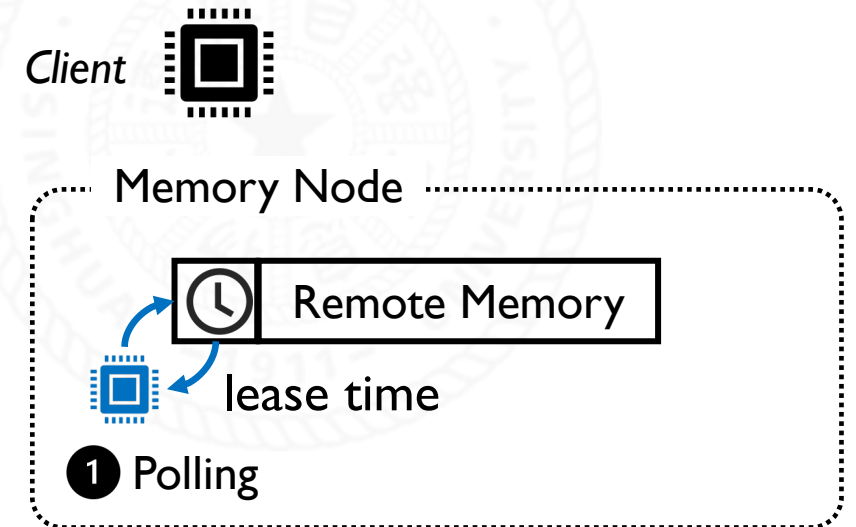 Client
Memory Node
Remote Memory
lease time
1 Polling